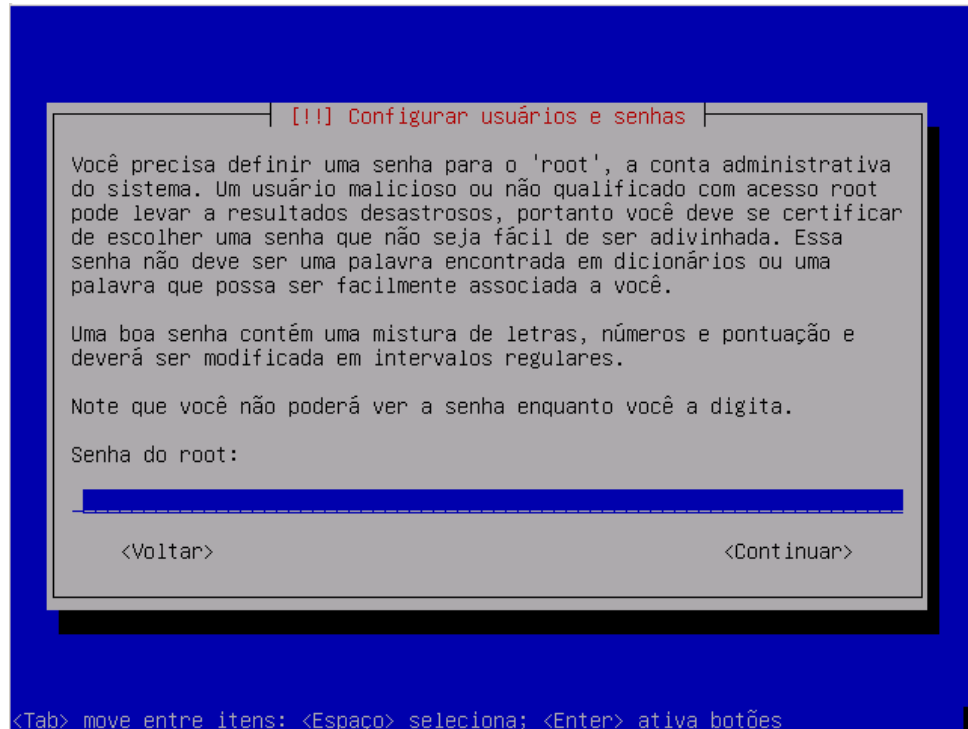 [!!] Configurar usuários e senhas
Você precisa definir uma senha para o 'root', a conta administrativa
do sistema. Um usuário malicioso ou não qualificado com acesso root
pode levar a resultados desastrosos, portanto você deve se certificar
de escolher uma senha que não seja fácil de ser adivinhada. Essa
senha não deve ser uma palavra encontrada em dicionários ou uma
palavra que possa ser facilmente associada a você.
Uma boa senha contém uma mistura de letras, números e pontuação e
deverá ser modificada em intervalos regulares.
Note que você não poderá ver a senha enquanto você a digita.
Senha do root:
<Voltar> <Continuar>
<Tab> move entre itens; <Espaço> seleciona; <Enter> ativa botões